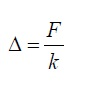 Δ = F/k